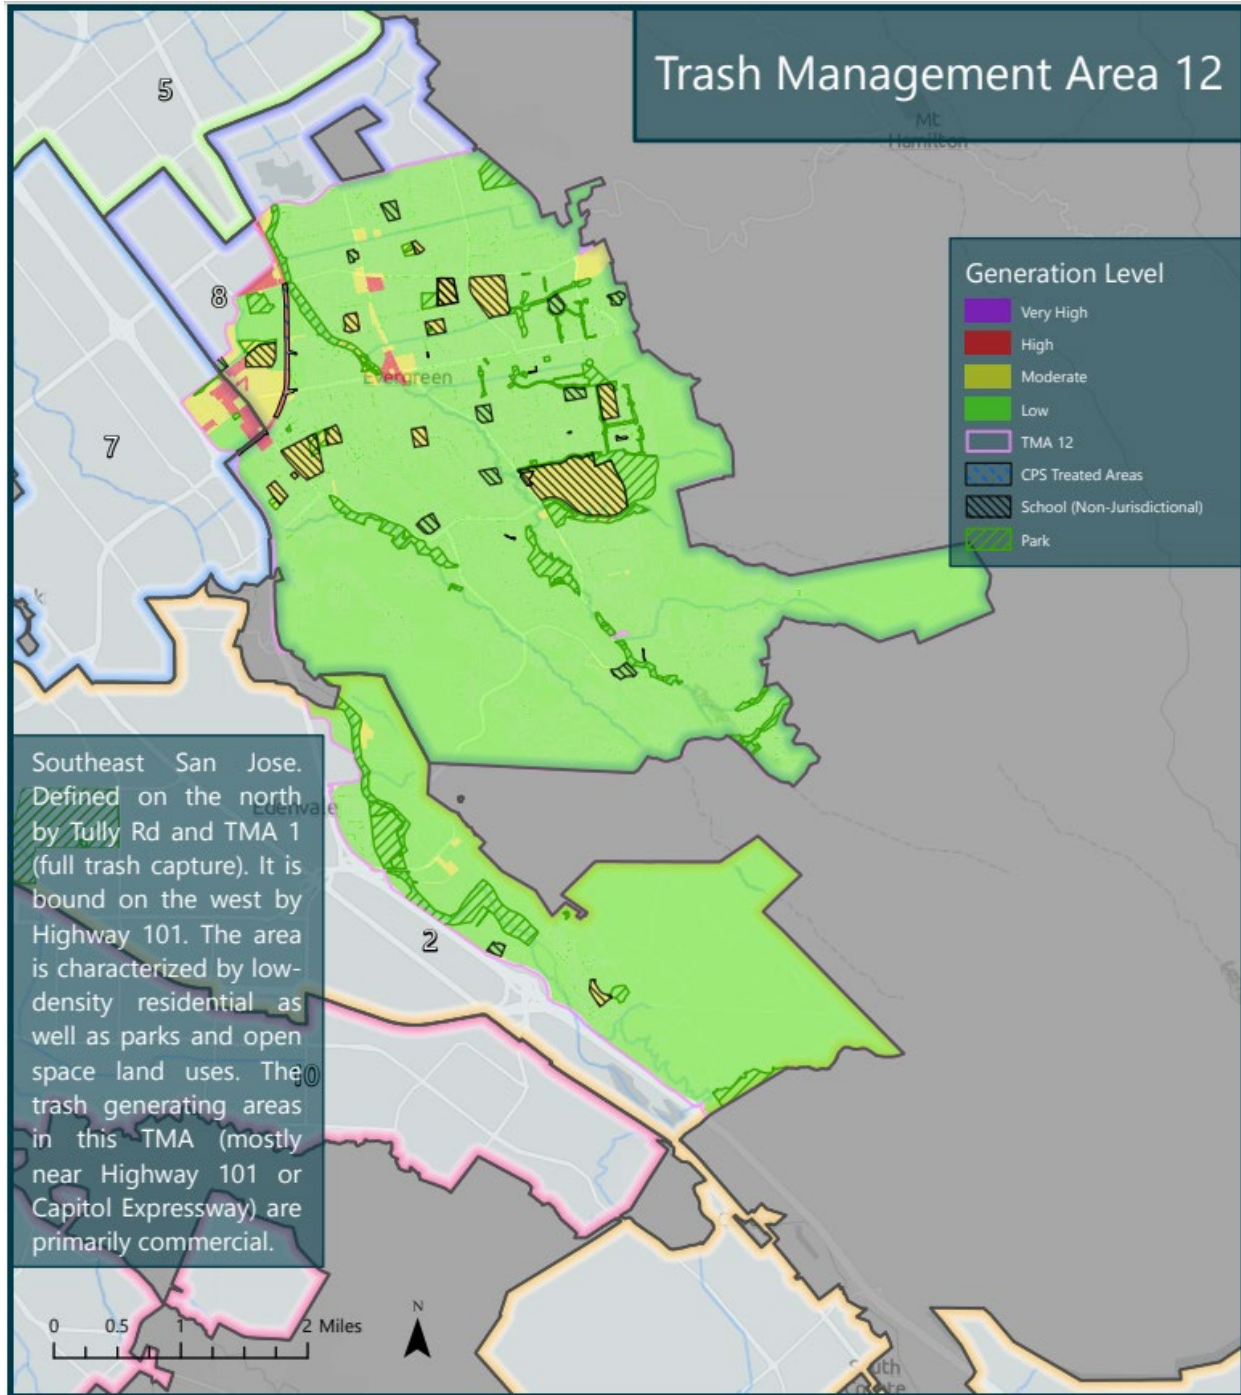 Trash Management Area 12
Mt
Hamilton
5
8
7
Evergreen
Generation Level
Very High
High
Moderate
Low
TMA 12
CPS Treated Areas
School (Non-Jurisdictional)
Park
Southeast San Jose.
Defined on the north
by Tully Rd and TMA 1
(full trash capture). It is
bound on the west by
Highway 101. The area
is characterized by low-
density residential as
well as parks and open
space land uses. The
trash generating areas
in this TMA (mostly
near Highway 101 or
Capitol Expressway) are
primarily commercial.
Edenvale
2
10
0 0.5 1 2 Miles
N
South